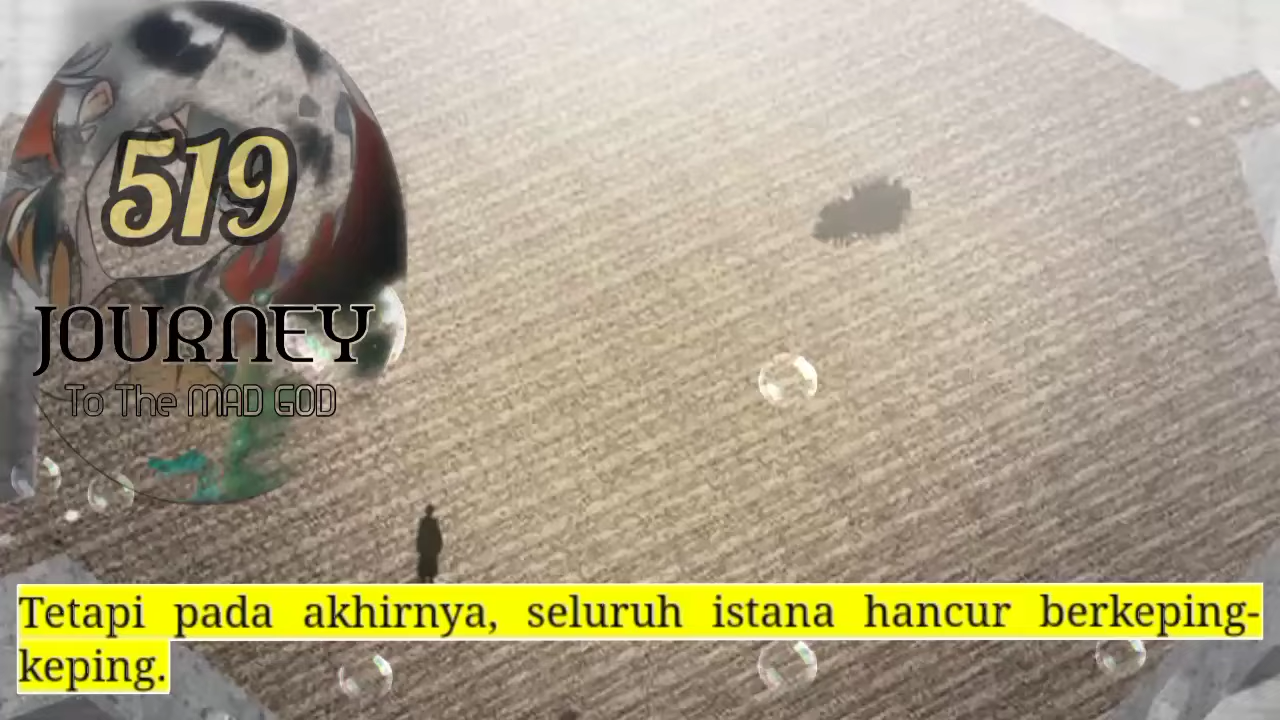 519
JOURNEY
To The MAD GOD
Tetapi pada akhirnya, seluruh istana hancur berkeping-
keping.